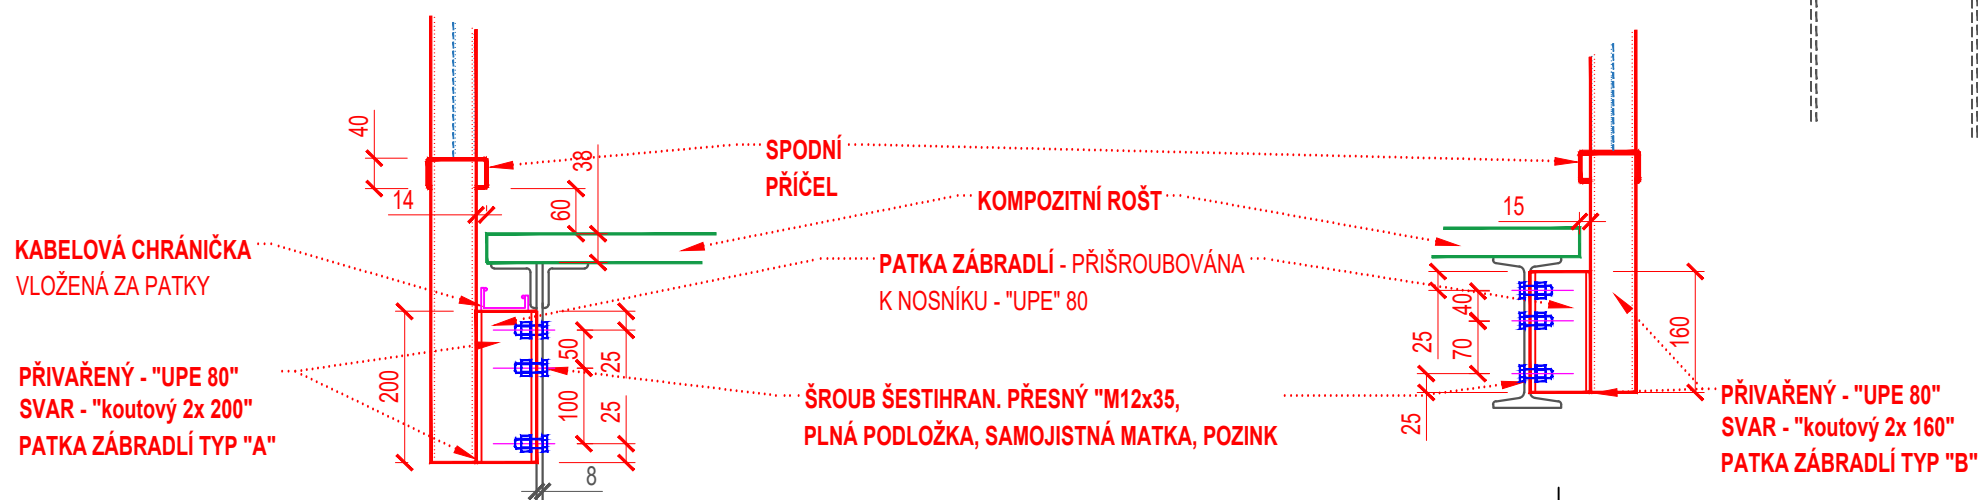 40
14
60
38
SPODNÍ
PŘÍČEL
KOMPOZITNÍ ROŠT
15
KABELOVÁ CHRÁNIČKA
VLOŽENÁ ZA PATKY
PATKA ZÁBRADLÍ - PŘIŠROUBOVÁNA
K NOSNÍKU - "UPE" 80
PŘIVAŘENÝ - "UPE 80"
SVAR - "koutový 2x 200"
PATKA ZÁBRADLÍ TYP "A"
200
50
25
100
25
8
ŠROUB ŠESTIHRAN. PŘESNÝ "M12x35,
PLNÁ PODLOŽKA, SAMOJISTNÁ MATKA, POZINK
25
40
70
25
160
PŘIVAŘENÝ - "UPE 80"
SVAR - "koutový 2x 160"
PATKA ZÁBRADLÍ TYP "B"